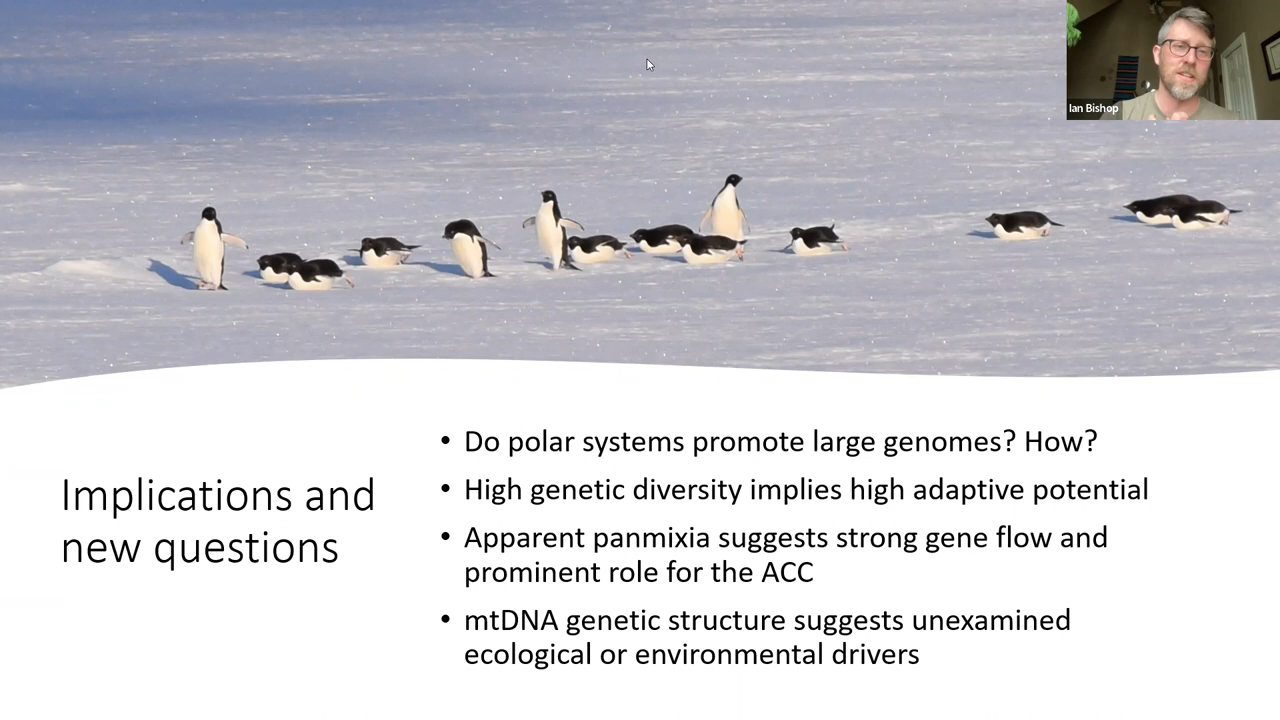 Ian Bishop
Implications and
new questions
• Do polar systems promote large genomes? How?
• High genetic diversity implies high adaptive potential
• Apparent panmixia suggests strong gene flow and
prominent role for the ACC
• mtDNA genetic structure suggests unexamined
ecological or environmental drivers